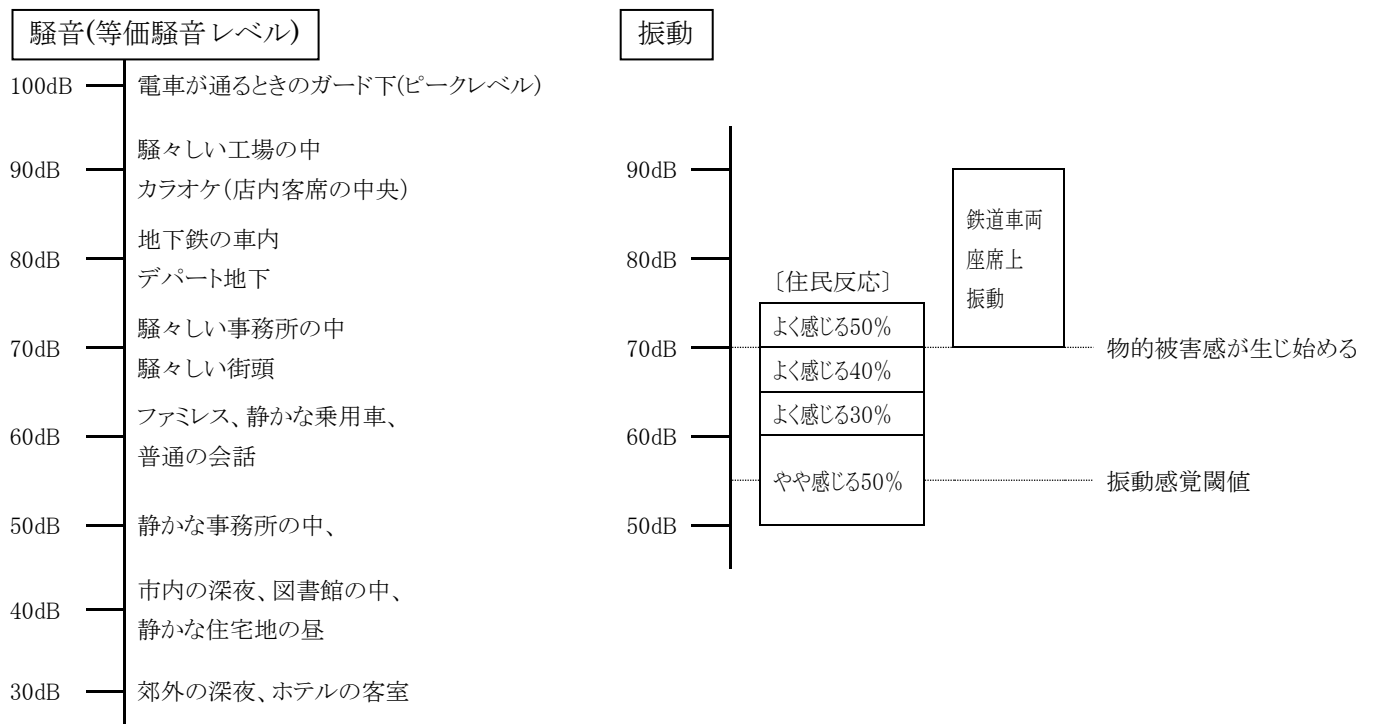 騒音(等価騒音レベル)
100dB
電車が通るときのガード下(ピークレベル)
90dB
騒々しい工場の中
カラオケ(店内客席の中央)
80dB
地下鉄の車内
デパート地下
70dB
騒々しい事務所の中
騒々しい街頭
60dB
ファミレス、静かな乗用車、
普通の会話
50dB
静かな事務所の中、
40dB
市内の深夜、図書館の中、
静かな住宅地の昼
30dB
郊外の深夜、ホテルの客室
振動
90dB
80dB
70dB
60dB
50dB
〔住民反応〕
よく感じる50%
よく感じる40%
よく感じる30%
やや感じる50%
鉄道車両
座席上
振動
物的被害感が生じ始める
振動感覚閾値